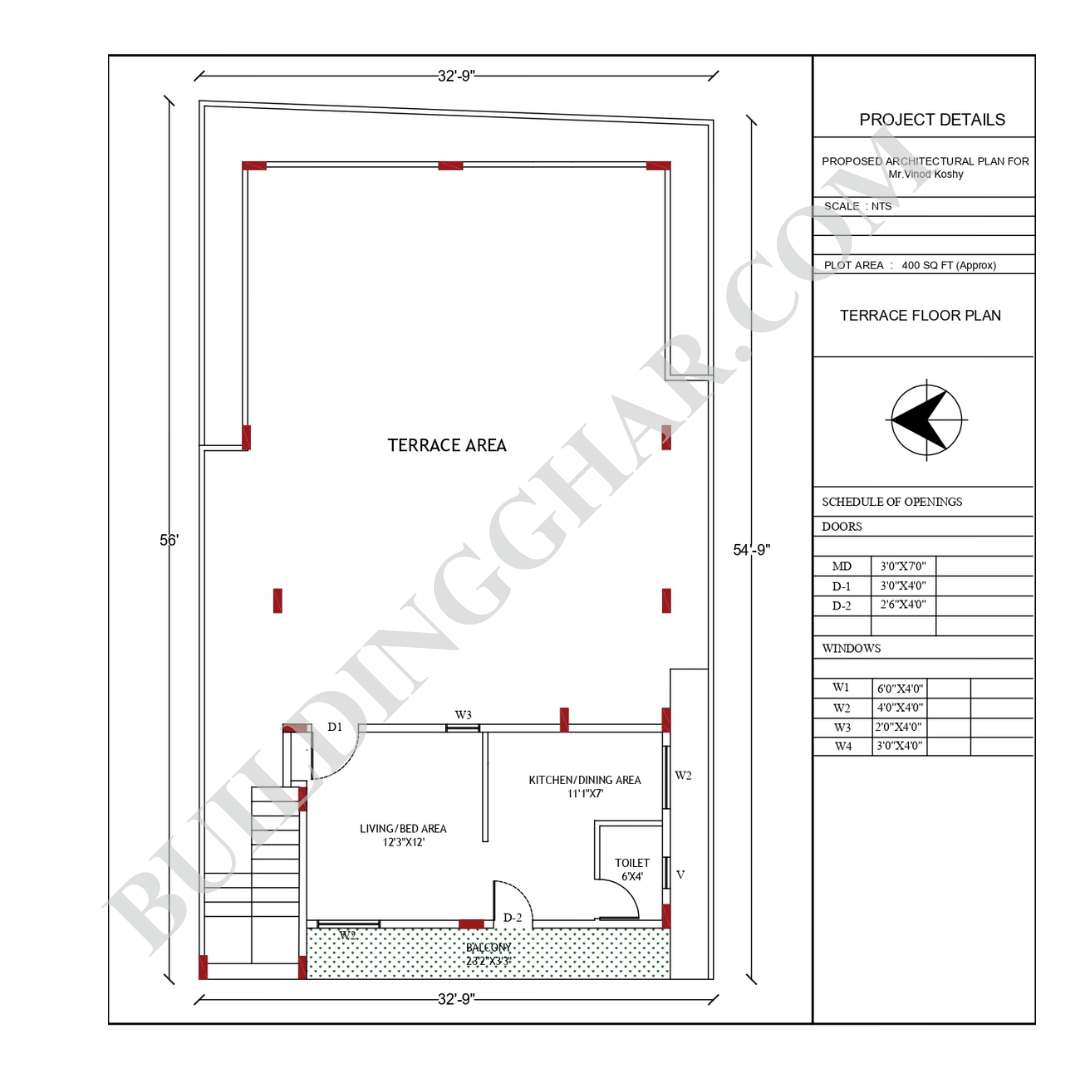 32'-9"
56'
54'-9"
TERRACE AREA
D1
W3
KITCHEN/DINING AREA
11'1"X7'
W2
LIVING/BED AREA
12'3"X12'
TOILET
6'X4'
V
D-2
W2
BALCONY
23'2"X3'3"
32'-9"
BUILDINGGHAR.COM
PROJECT DETAILS
PROPOSED ARCHITECTURAL PLAN FOR
Mr.Vinod Koshy
SCALE : NTS
PLOT AREA : 400 SQ FT (Approx)
TERRACE FLOOR PLAN
SCHEDULE OF OPENINGS
DOORS
MD 3'0"X7'0"
D-1 3'0"X4'0"
D-2 2'6"X4'0"
WINDOWS
W1 6'0"X4'0"
W2 4'0"X4'0"
W3 2'0"X4'0"
W4 3'0"X4'0"